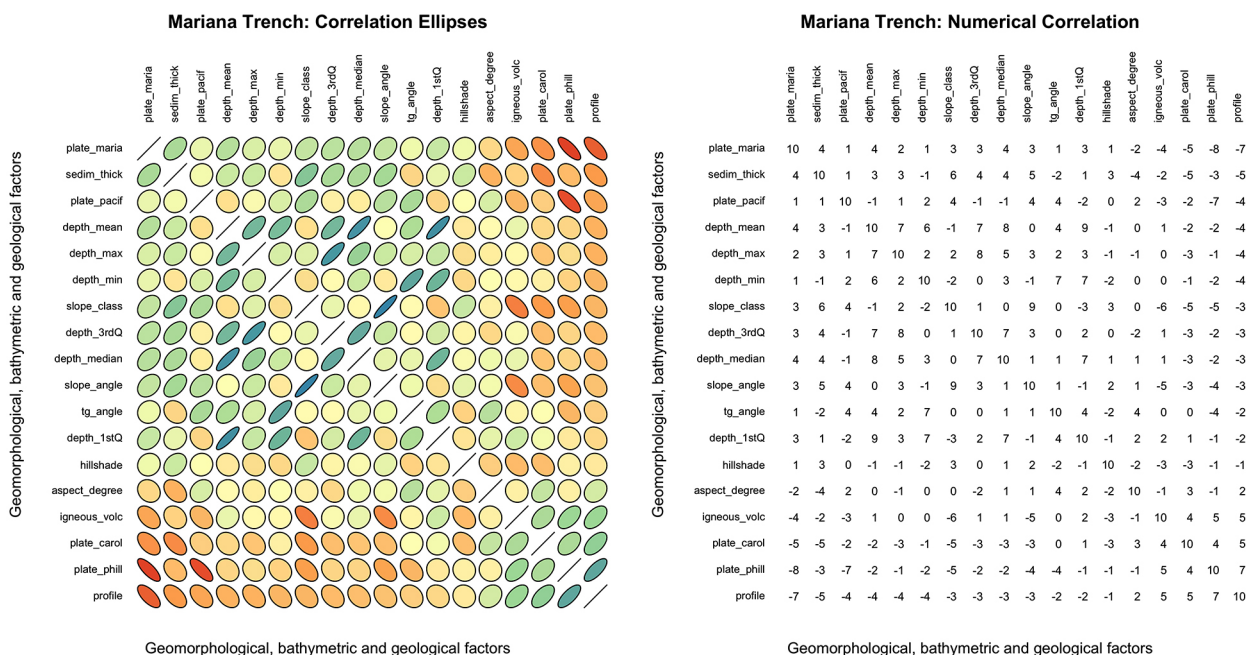 Mariana Trench: Correlation Ellipses
plate_maria
sedim_thick
plate_pacif
depth_mean
depth_max
depth_min
slope_class
depth_3rdQ
depth_median
slope_angle
tg_angle
depth_1stQ
hillshade
aspect_degree
igneous_volc
plate_carol
plate_phill
profile
Geomorphological, bathymetric and geological factors
plate_maria
sedim_thick
plate_pacif
depth_mean
depth_max
depth_min
slope_class
depth_3rdQ
depth_median
slope_angle
tg_angle
depth_1stQ
hillshade
aspect_degree
igneous_volc
plate_carol
plate_phill
profile
Geomorphological, bathymetric and geological factors
Mariana Trench: Numerical Correlation
plate_maria
sedim_thick
plate_pacif
depth_mean
depth_max
depth_min
slope_class
depth_3rdQ
depth_median
slope_angle
tg_angle
depth_1stQ
hillshade
aspect_degree
igneous_volc
plate_carol
plate_phill
profile
Geomorphological, bathymetric and geological factors
plate_maria 10 4 1 4 2 1 3 3 4 3 1 3 1 -2 -4 -5 -8 -7
sedim_thick 4 10 1 3 3 -1 6 4 4 5 -2 1 3 -4 -2 -5 -3 -5
plate_pacif 1 1 10 -1 1 2 4 -1 -1 4 4 -2 0 2 -3 -2 -7 -4
depth_mean 4 3 -1 10 7 6 -1 7 8 0 4 9 -1 0 1 -2 -2 -4
depth_max 2 3 1 7 10 2 2 8 5 3 2 3 -1 -1 0 -3 -1 -4
depth_min 1 -1 2 6 2 10 -2 0 3 -1 7 7 -2 0 0 -1 -2 -4
slope_class 3 6 4 -1 2 -2 10 1 0 9 0 -3 3 0 -6 -5 -5 -3
depth_3rdQ 3 4 -1 7 8 0 1 10 7 3 0 2 0 -2 1 -3 -2 -3
depth_median 4 4 -1 8 5 3 0 7 10 1 1 7 1 1 1 -3 -2 -3
slope_angle 3 5 4 0 3 -1 9 3 1 10 1 -1 2 1 -5 -3 -4 -3
tg_angle 1 -2 4 4 2 7 0 0 1 1 10 4 -2 4 0 0 -4 -2
depth_1stQ 3 1 -2 9 3 7 -3 2 7 -1 4 10 -1 2 2 1 -1 -2
hillshade 1 3 0 -1 -1 -2 3 0 1 2 -2 -1 10 -2 -3 -3 -1 -1
aspect_degree -2 -4 2 0 -1 0 0 -2 1 1 4 2 -2 10 -1 3 -1 2
igneous_volc -4 -2 -3 1 0 0 -6 1 1 -5 0 2 -3 -1 10 4 5 5
plate_carol -5 -5 -2 -2 -3 -1 -5 -3 -3 -3 0 1 -3 3 4 10 4 5
plate_phill -8 -3 -7 -2 -1 -2 -5 -2 -2 -4 -4 -1 -1 -1 5 4 10 7
profile -7 -5 -4 -4 -4 -4 -3 -3 -3 -3 -2 -2 -1 2 5 5 7 10
Geomorphological, bathymetric and geological factors